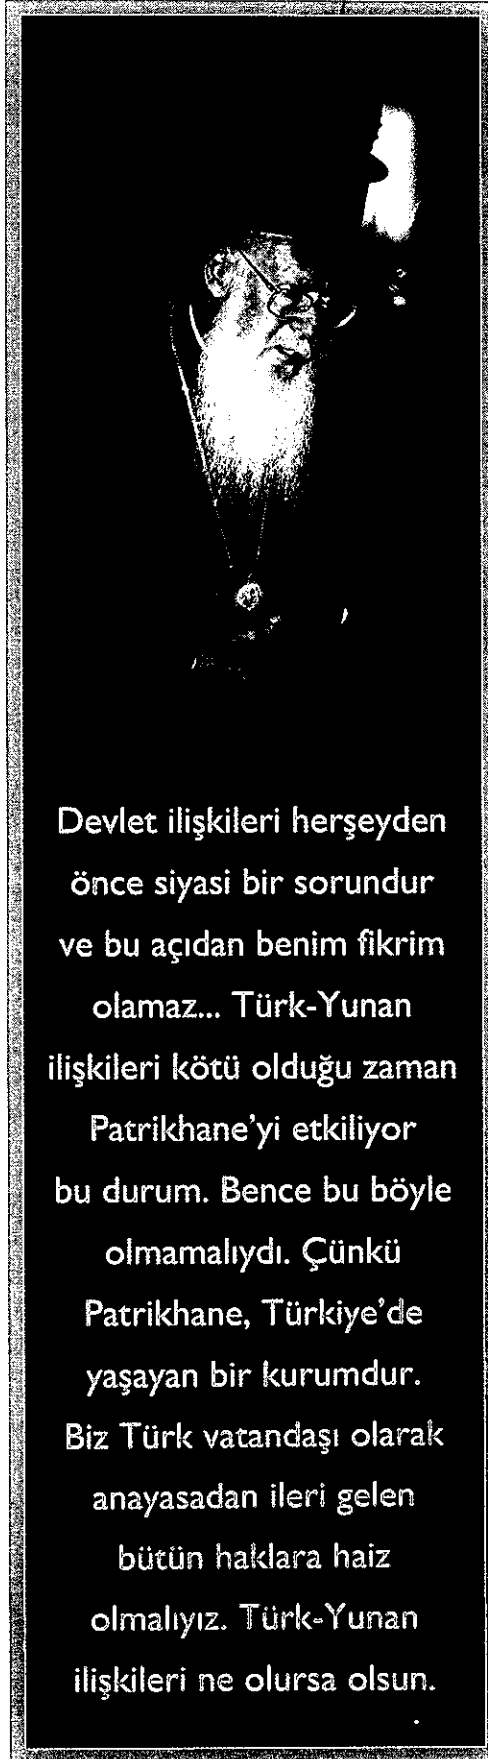 Devlet ilişkileri herşeyden
önce siyasi bir sorundur
ve bu açıdan benim fikrim
olamaz... Türk-Yunan
ilişkileri kötü olduğu zaman
Patrikhane'yi etkiliyor
bu durum. Bence bu böyle
olmamalıydı. Çünkü
Patrikhane, Türkiye'de
yaşayan bir kurumdur.
Biz Türk vatandaşı olarak
anayasadan ileri gelen
bütün haklara haiz
olmalıyız. Türk-Yunan
ilişkileri ne olursa olsun.